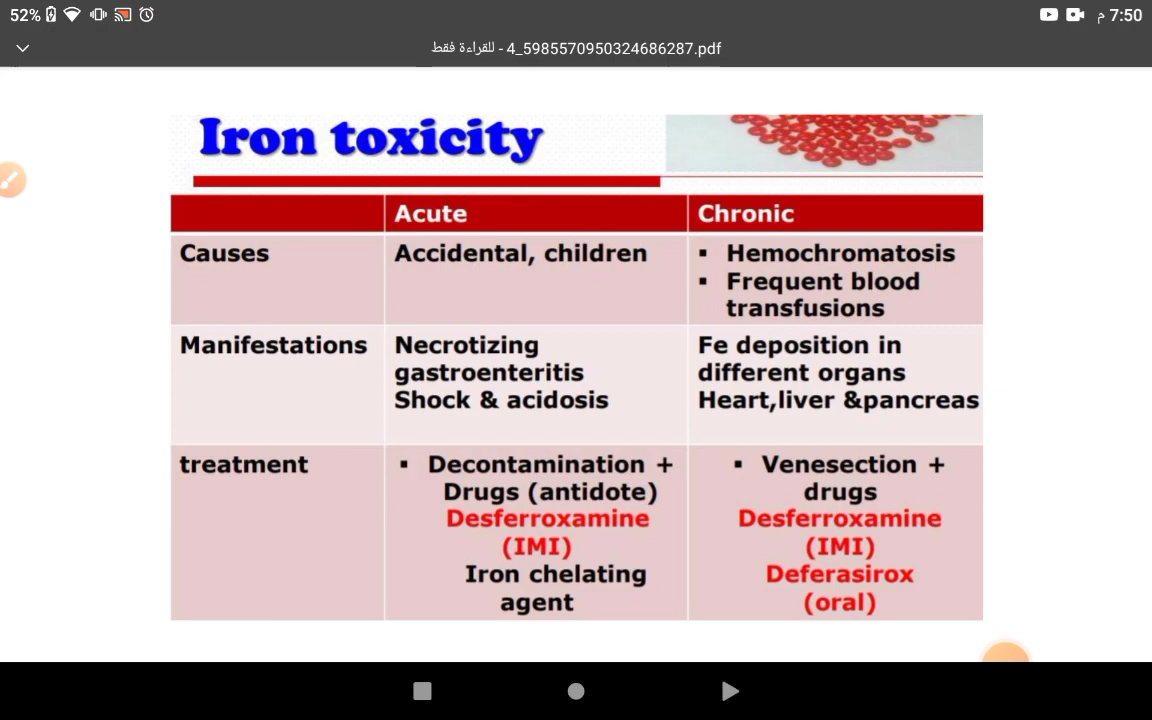 52% م 7:50
4_5985570950324686287.pdf - للقراءة فقط
Iron toxicity
Acute Chronic
Causes Accidental, children ▪ Hemochromatosis
▪ Frequent blood
transfusions
Manifestations Necrotizing Fe deposition in
gastroenteritis different organs
Shock & acidosis Heart,liver &pancreas
treatment ▪ Decontamination + ▪ Venesection +
Drugs (antidote) drugs
Desferroxamine Desferroxamine
(IMI) (IMI)
Iron chelating Deferasirox
agent (oral)